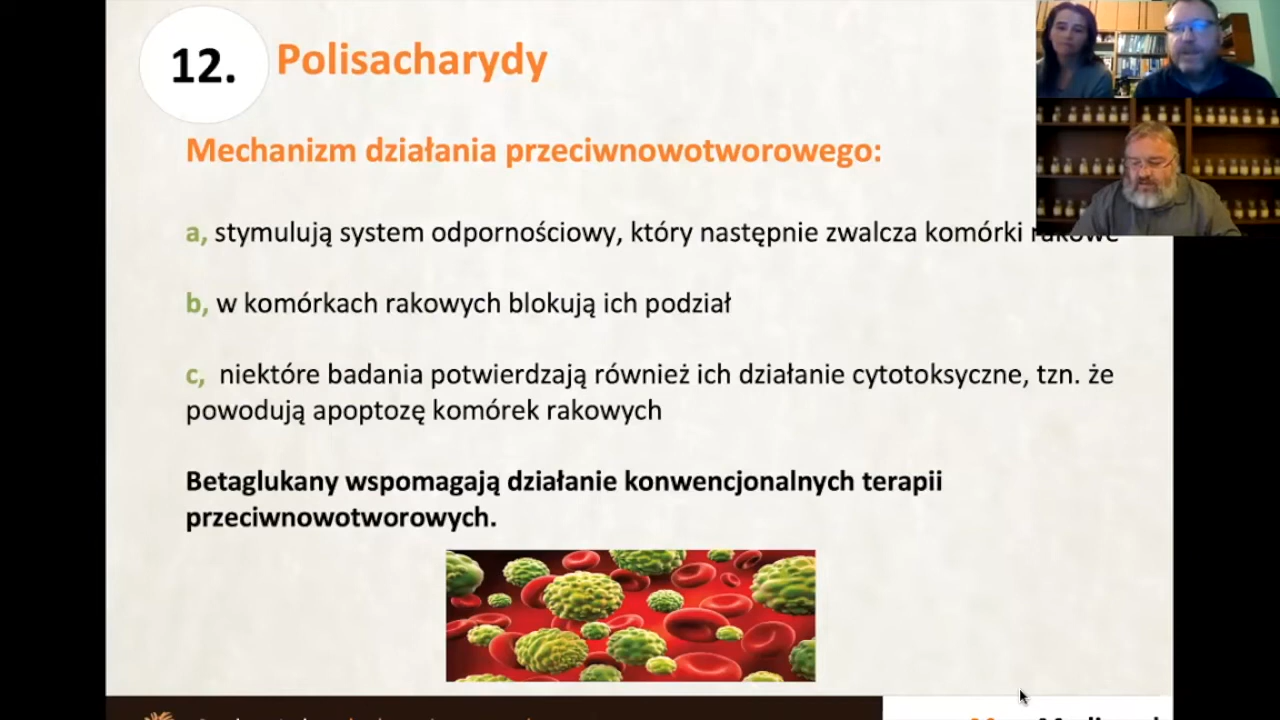 12.
Polisacharydy
Mechanizm działania przeciwnowotworowego:
a, stymulują system odpornościowy, który następnie zwalcza komórki rakowe
b, w komórkach rakowych blokują ich podział
c, niektóre badania potwierdzają również ich działanie cytotoksyczne, tzn. że
powodują apoptozę komórek rakowych
Betaglukany wspomagają działanie konwencjonalnych terapii
przeciwnowotworowych.